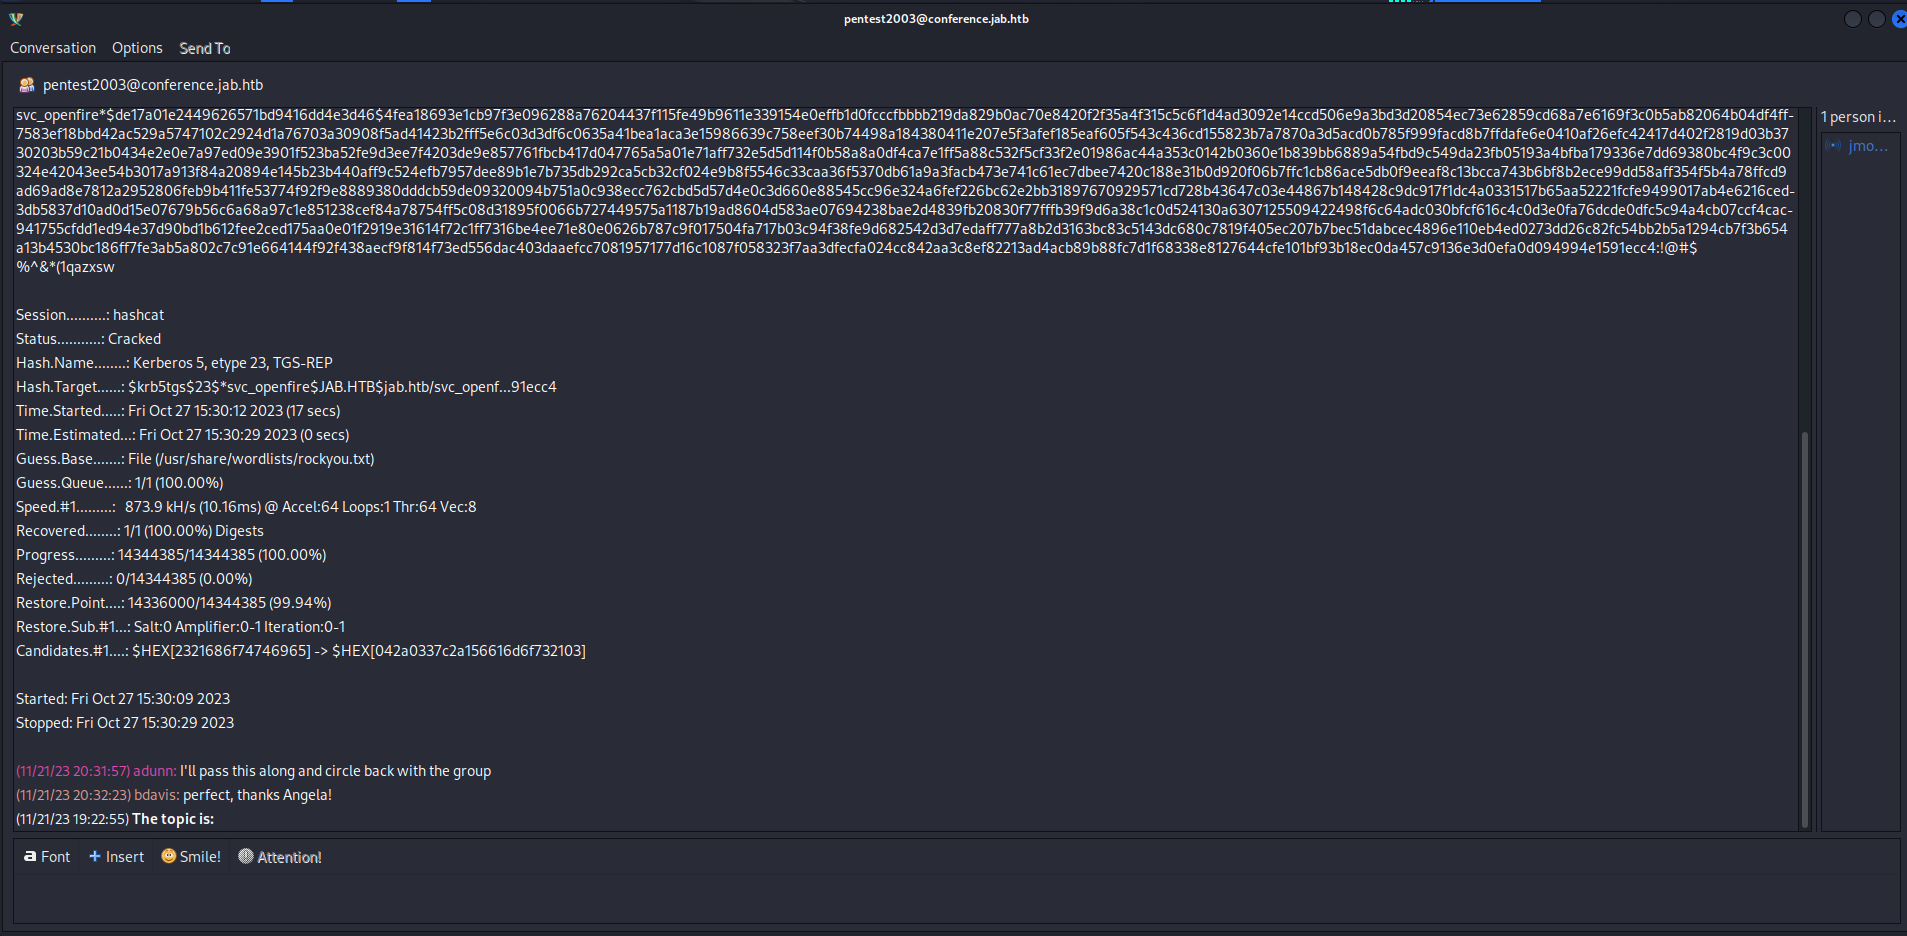 pentest2003@conference.jab.htb
Conversation Options Send To
pentest2003@conference.jab.htb
svc_openfire*$de17a01e2449626571bd9416dd4e3d46$4fea18693e1cb97f3e096288a76204437f115fe49b9611e339154e0effb1d0fcccfbbbb219da829b0ac70e8420f2f35a4f315c5c6f1d4ad3092e14ccd506e9a3bd3d20854ec73e62859cd68a7e6169f3c0b5ab82064b04df4ff-
7583ef18bbd42ac529a5747102c2924d1a76703a30908f5ad41423b2fff5e6c03d3df6c0635a41bea1aca3e15986639c758eef30b74498a184380411e207e5f3afef185eaf605f543c436cd155823b7a7870a3d5acd0b785f999facd8b7ffdafe6e0410af26efc42417d402f2819d03b37
30203b59c21b0434e2e0e7a97ed09e3901f523ba52fe9d3ee7f4203de9e857761fbcb417d047765a5a01e71aff732e5d5d114f0b58a8a0df4ca7e1ff5a88c532f5cf33f2e01986ac44a353c0142b0360e1b839bb6889a54fbd9c549da23fb05193a4bfba179336e7dd69380bc4f9c3c00
324e42043ee54b3017a913f84a20894e145b23b440aff9c524efb7957dee89b1e7b735db292ca5cb32cf024e9b8f5546c33caa36f5370db61a9a3facb473e741c61ec7dbee7420c188e31b0d920f06b7ffc1cb86ace5db0f9eeaf8c13bcca743b6bf8b2ece99dd58aff354f5b4a78ffcd9
ad69ad8e7812a2952806feb9b411fe53774f92f9e8889380dddcb59de09320094b751a0c938ecc762cbd5d57d4e0c3d660e88545cc96e324a6fef226bc62e2bb31897670929571cd728b43647c03e44867b148428c9dc917f1dc4a0331517b65aa52221fcfe9499017ab4e6216ced-
3db5837d10ad0d15e07679b56c6a68a97c1e851238cef84a78754ff5c08d31895f0066b727449575a1187b19ad8604d583ae07694238bae2d4839fb20830f77fffb39f9d6a38c1c0d524130a6307125509422498f6c64adc030bfcf616c4c0d3e0fa76dcde0dfc5c94a4cb07ccf4cac-
941755cfdd1ed94e37d90bd1b612fee2ced175aa0e01f2919e31614f72c1ff7316be4ee71e80e0626b787c9f017504fa717b03c94f38fe9d682542d3d7edaff777a8b2d3163bc83c5143dc680c7819f405ec207b7bec51dabcec4896e110eb4ed0273dd26c82fc54bb2b5a1294cb7f3b654
a13b4530bc186ff7fe3ab5a802c7c91e664144f92f438aecf9f814f73ed556dac403daaefcc7081957177d16c1087f058323f7aa3dfecfa024cc842aa3c8ef82213ad4acb89b88fc7d1f68338e8127644cfe101bf93b18ec0da457c9136e3d0efa0d094994e1591ecc4:!@#$
%^&*(1qazxsw
1 person i...
jmo...
Session..........: hashcat
Status...........: Cracked
Hash.Name........: Kerberos 5, etype 23, TGS-REP
Hash.Target......: $krb5tgs$23$*svc_openfire$JAB.HTB$jab.htb/svc_openf...91ecc4
Time.Started.....: Fri Oct 27 15:30:12 2023 (17 secs)
Time.Estimated...: Fri Oct 27 15:30:29 2023 (0 secs)
Guess.Base.......: File (/usr/share/wordlists/rockyou.txt)
Guess.Queue......: 1/1 (100.00%)
Speed.#1.........: 873.9 kH/s (10.16ms) @ Accel:64 Loops:1 Thr:64 Vec:8
Recovered........: 1/1 (100.00%) Digests
Progress.........: 14344385/14344385 (100.00%)
Rejected.........: 0/14344385 (0.00%)
Restore.Point....: 14336000/14344385 (99.94%)
Restore.Sub.#1...: Salt:0 Amplifier:0-1 Iteration:0-1
Candidates.#1....: $HEX[2321686f74746965] -> $HEX[042a0337c2a156616d6f732103]
Started: Fri Oct 27 15:30:09 2023
Stopped: Fri Oct 27 15:30:29 2023
(11/21/23 20:31:57) adunn: I'll pass this along and circle back with the group
(11/21/23 20:32:23) bdavis: perfect, thanks Angela!
(11/21/23 19:22:55) The topic is:
Font Insert Smile! Attention!